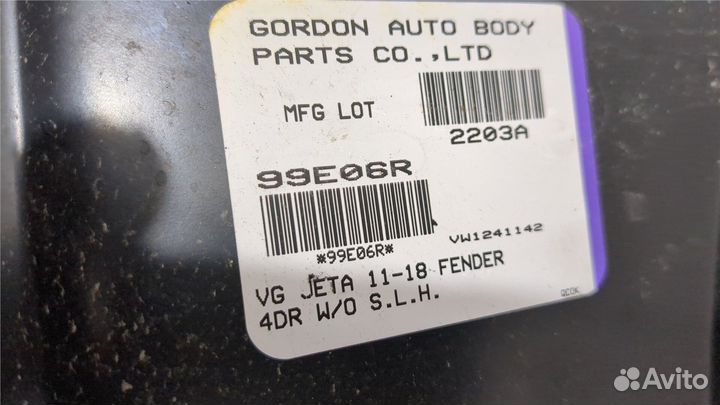 GORDON AUTO BODY
PARTS CO.,LTD
MFG LOT
2203A
99E06R
*99E06R*
VW1241142
VG JETA 11-18 FENDER
4DR W/O S.L.H.
QCOK
Avito